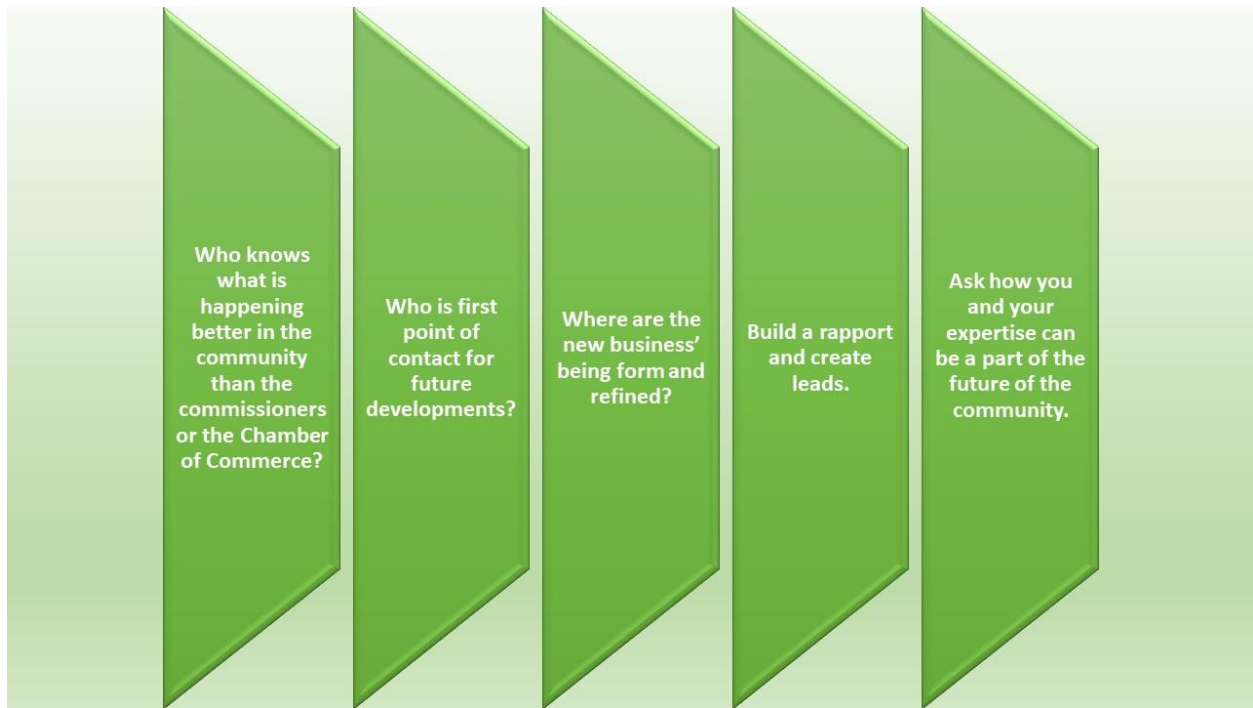 Who knows
what is
happening
better in the
community
than the
commissioners
or the Chamber
of Commerce?
Who is first
point of
contact for
future
developments?
Where are the
new business’
being form and
refined?
Build a rapport
and create
leads.
Ask how you
and your
expertise can
be a part of the
future of the
community.